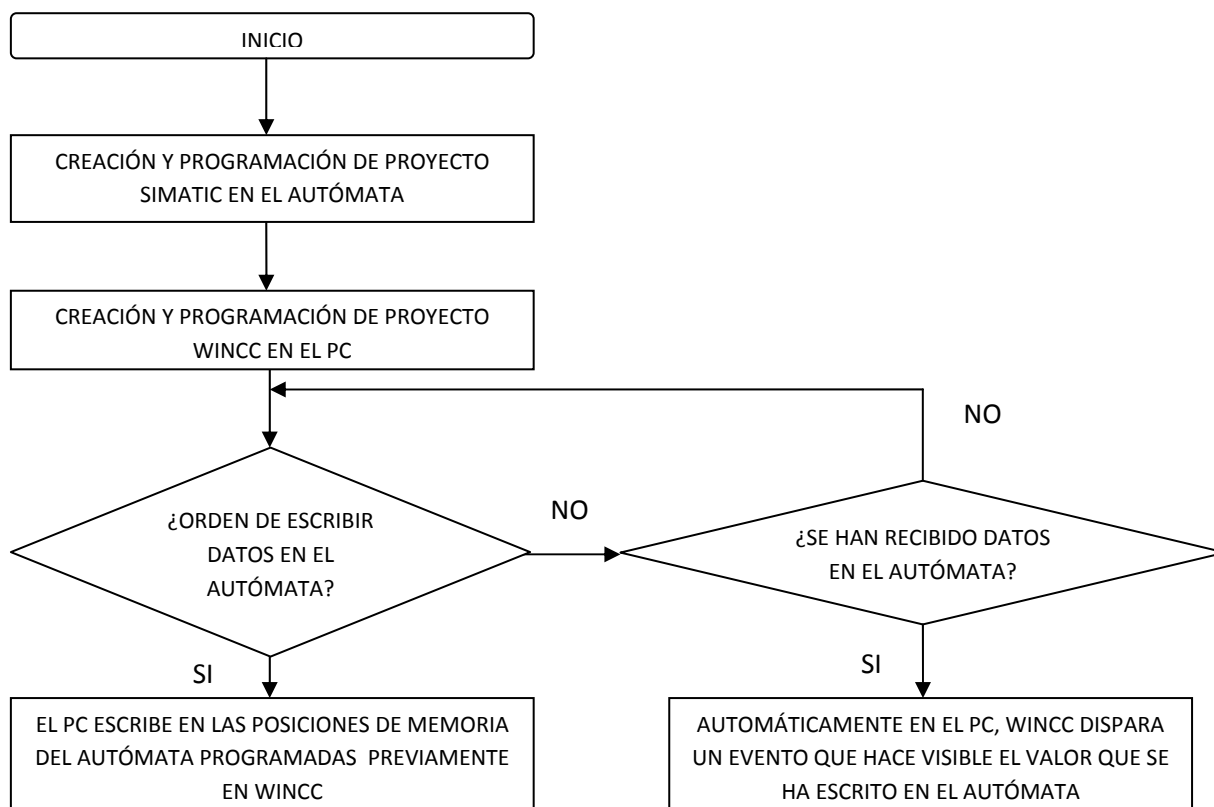 INICIO
CREACIÓN Y PROGRAMACIÓN DE PROYECTO
SIMATIC EN EL AUTÓMATA
CREACIÓN Y PROGRAMACIÓN DE PROYECTO
WINCC EN EL PC
NO
¿ORDEN DE ESCRIBIR
DATOS EN EL
AUTÓMATA?
NO
¿SE HAN RECIBIDO DATOS
EN EL AUTÓMATA?
SI
SI
EL PC ESCRIBE EN LAS POSICIONES DE MEMORIA
DEL AUTÓMATA PROGRAMADAS PREVIAMENTE
EN WINCC
AUTOMÁTICAMENTE EN EL PC, WINCC DISPARA
UN EVENTO QUE HACE VISIBLE EL VALOR QUE SE
HA ESCRITO EN EL AUTÓMATA